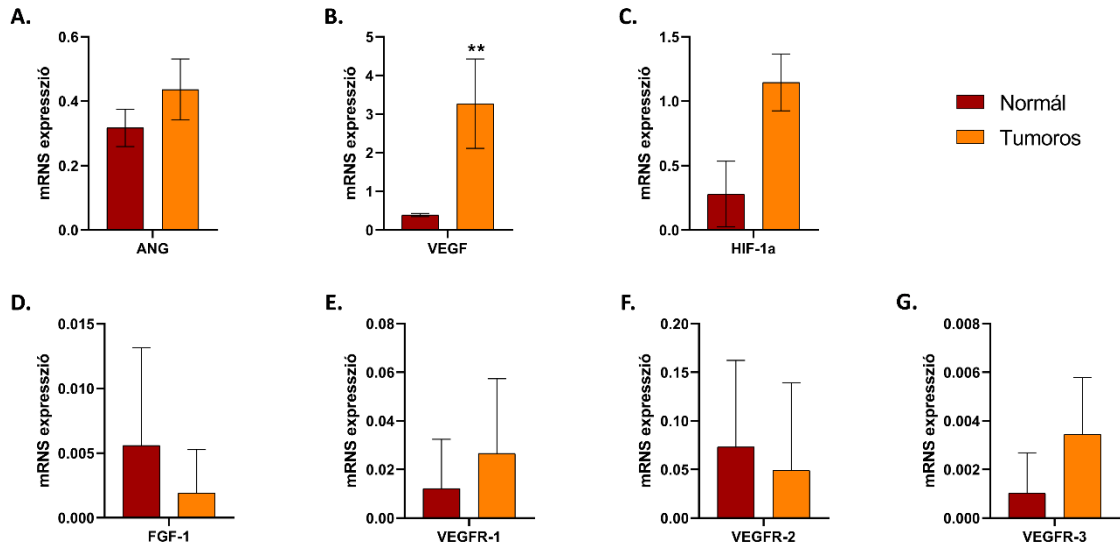 A.
mRNS expresszió
0.6
0.4
0.2
0.0
ANG
B.
mRNS expresszió
5
4
3
2
1
0
**
VEGF
C.
mRNS expresszió
1.5
1.0
0.5
0.0
HIF-1a
Normál
Tumoros
D.
mRNS expresszió
0.015
0.010
0.005
0.000
FGF-1
E.
mRNS expresszió
0.08
0.06
0.04
0.02
0.00
VEGFR-1
F.
mRNS expresszió
0.20
0.15
0.10
0.05
0.00
VEGFR-2
G.
mRNS expresszió
0.008
0.006
0.004
0.002
0.000
VEGFR-3